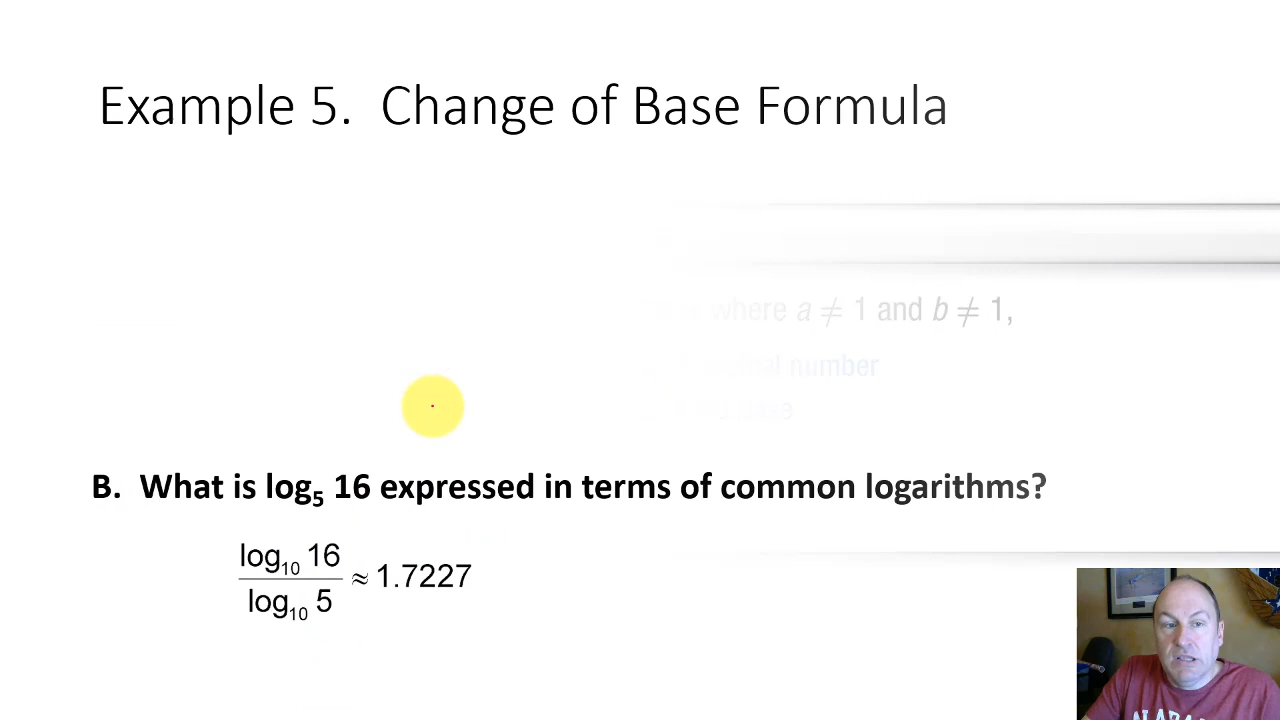 Example 5. Change of Base Formula
where a ≠ 1 and b ≠ 1,
number
B. What is log₅ 16 expressed in terms of common logarithms?
log₁₀ 16
≈ 1.7227
log₁₀ 5